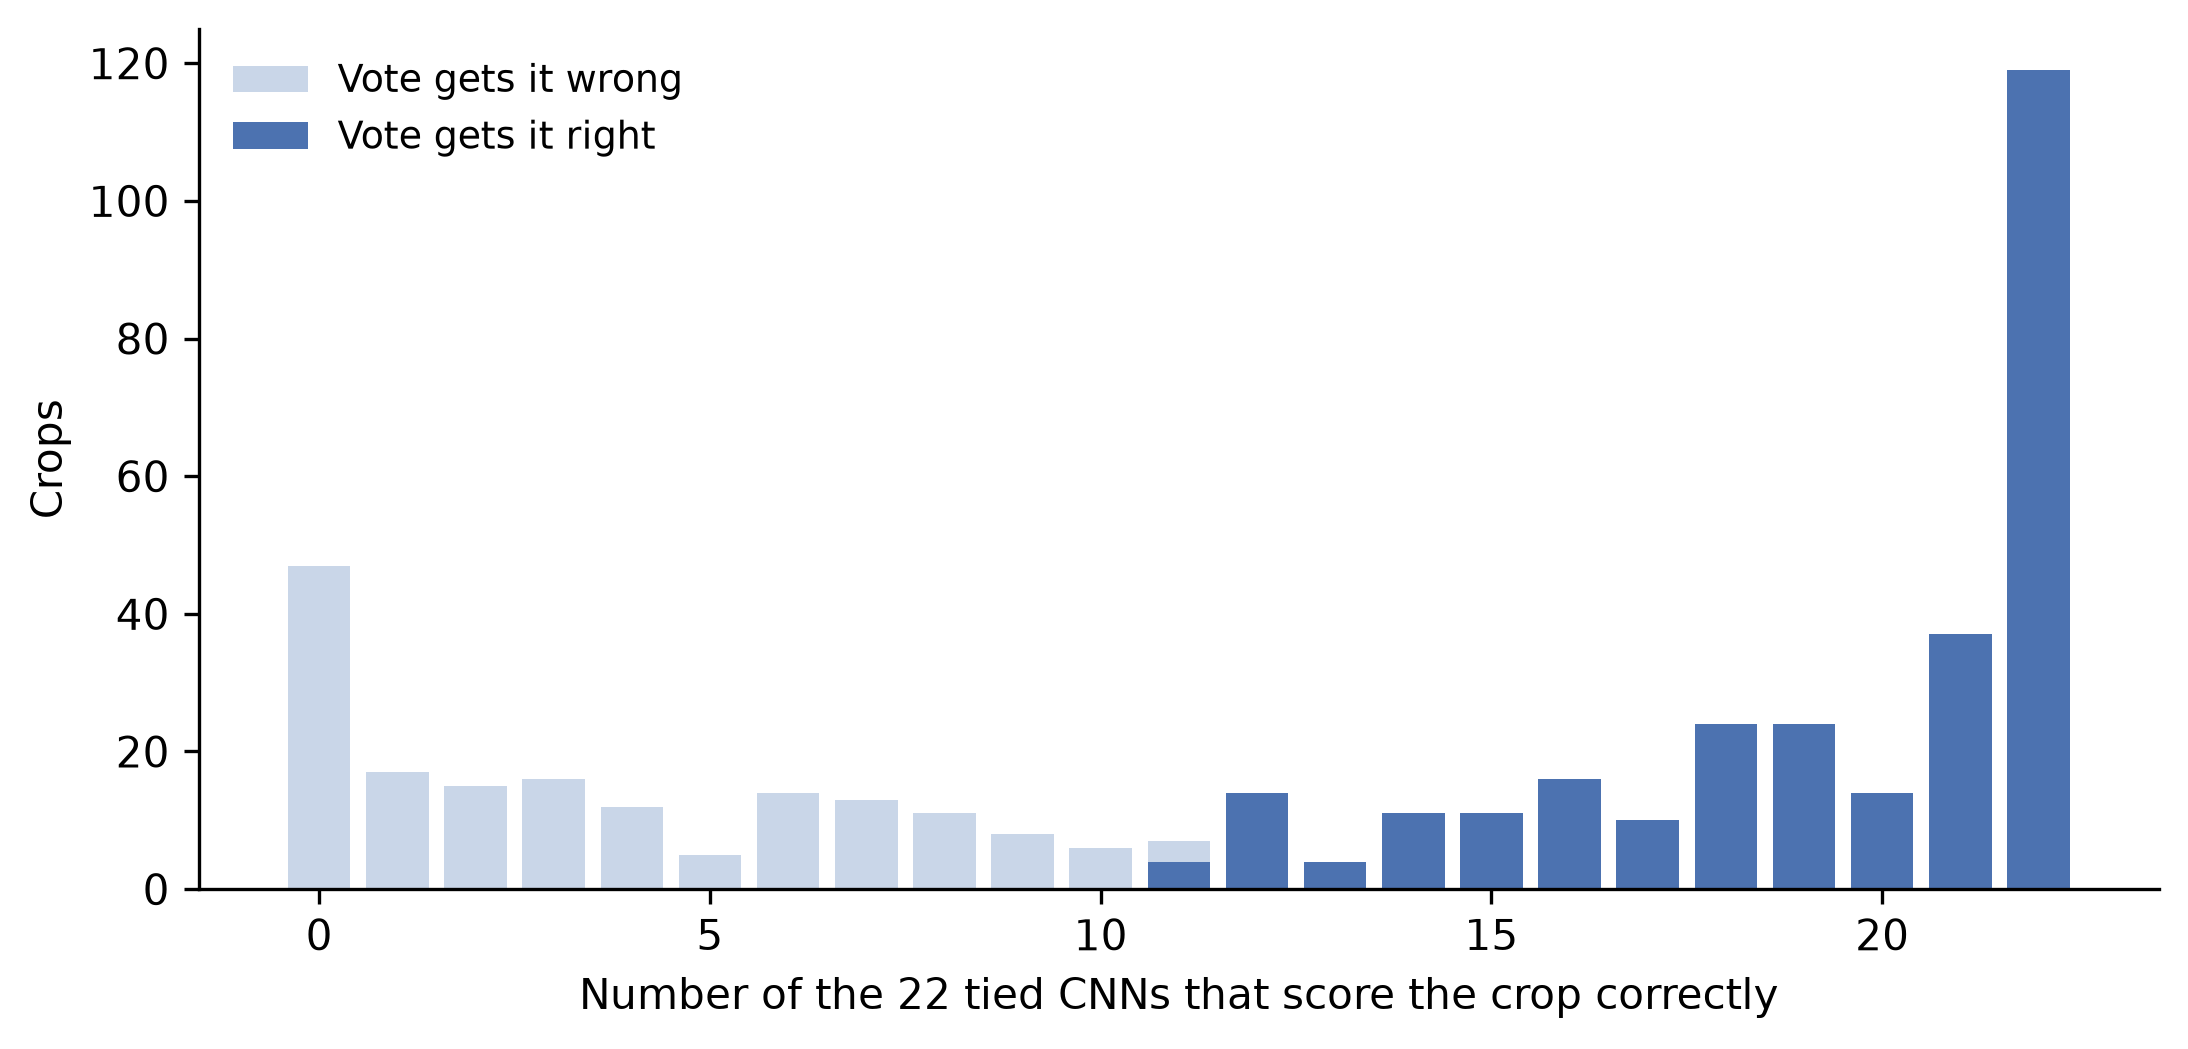 120
100
80
60
40
20
0
Crops
Vote gets it wrong
Vote gets it right
0 5 10 15 20
Number of the 22 tied CNNs that score the crop correctly